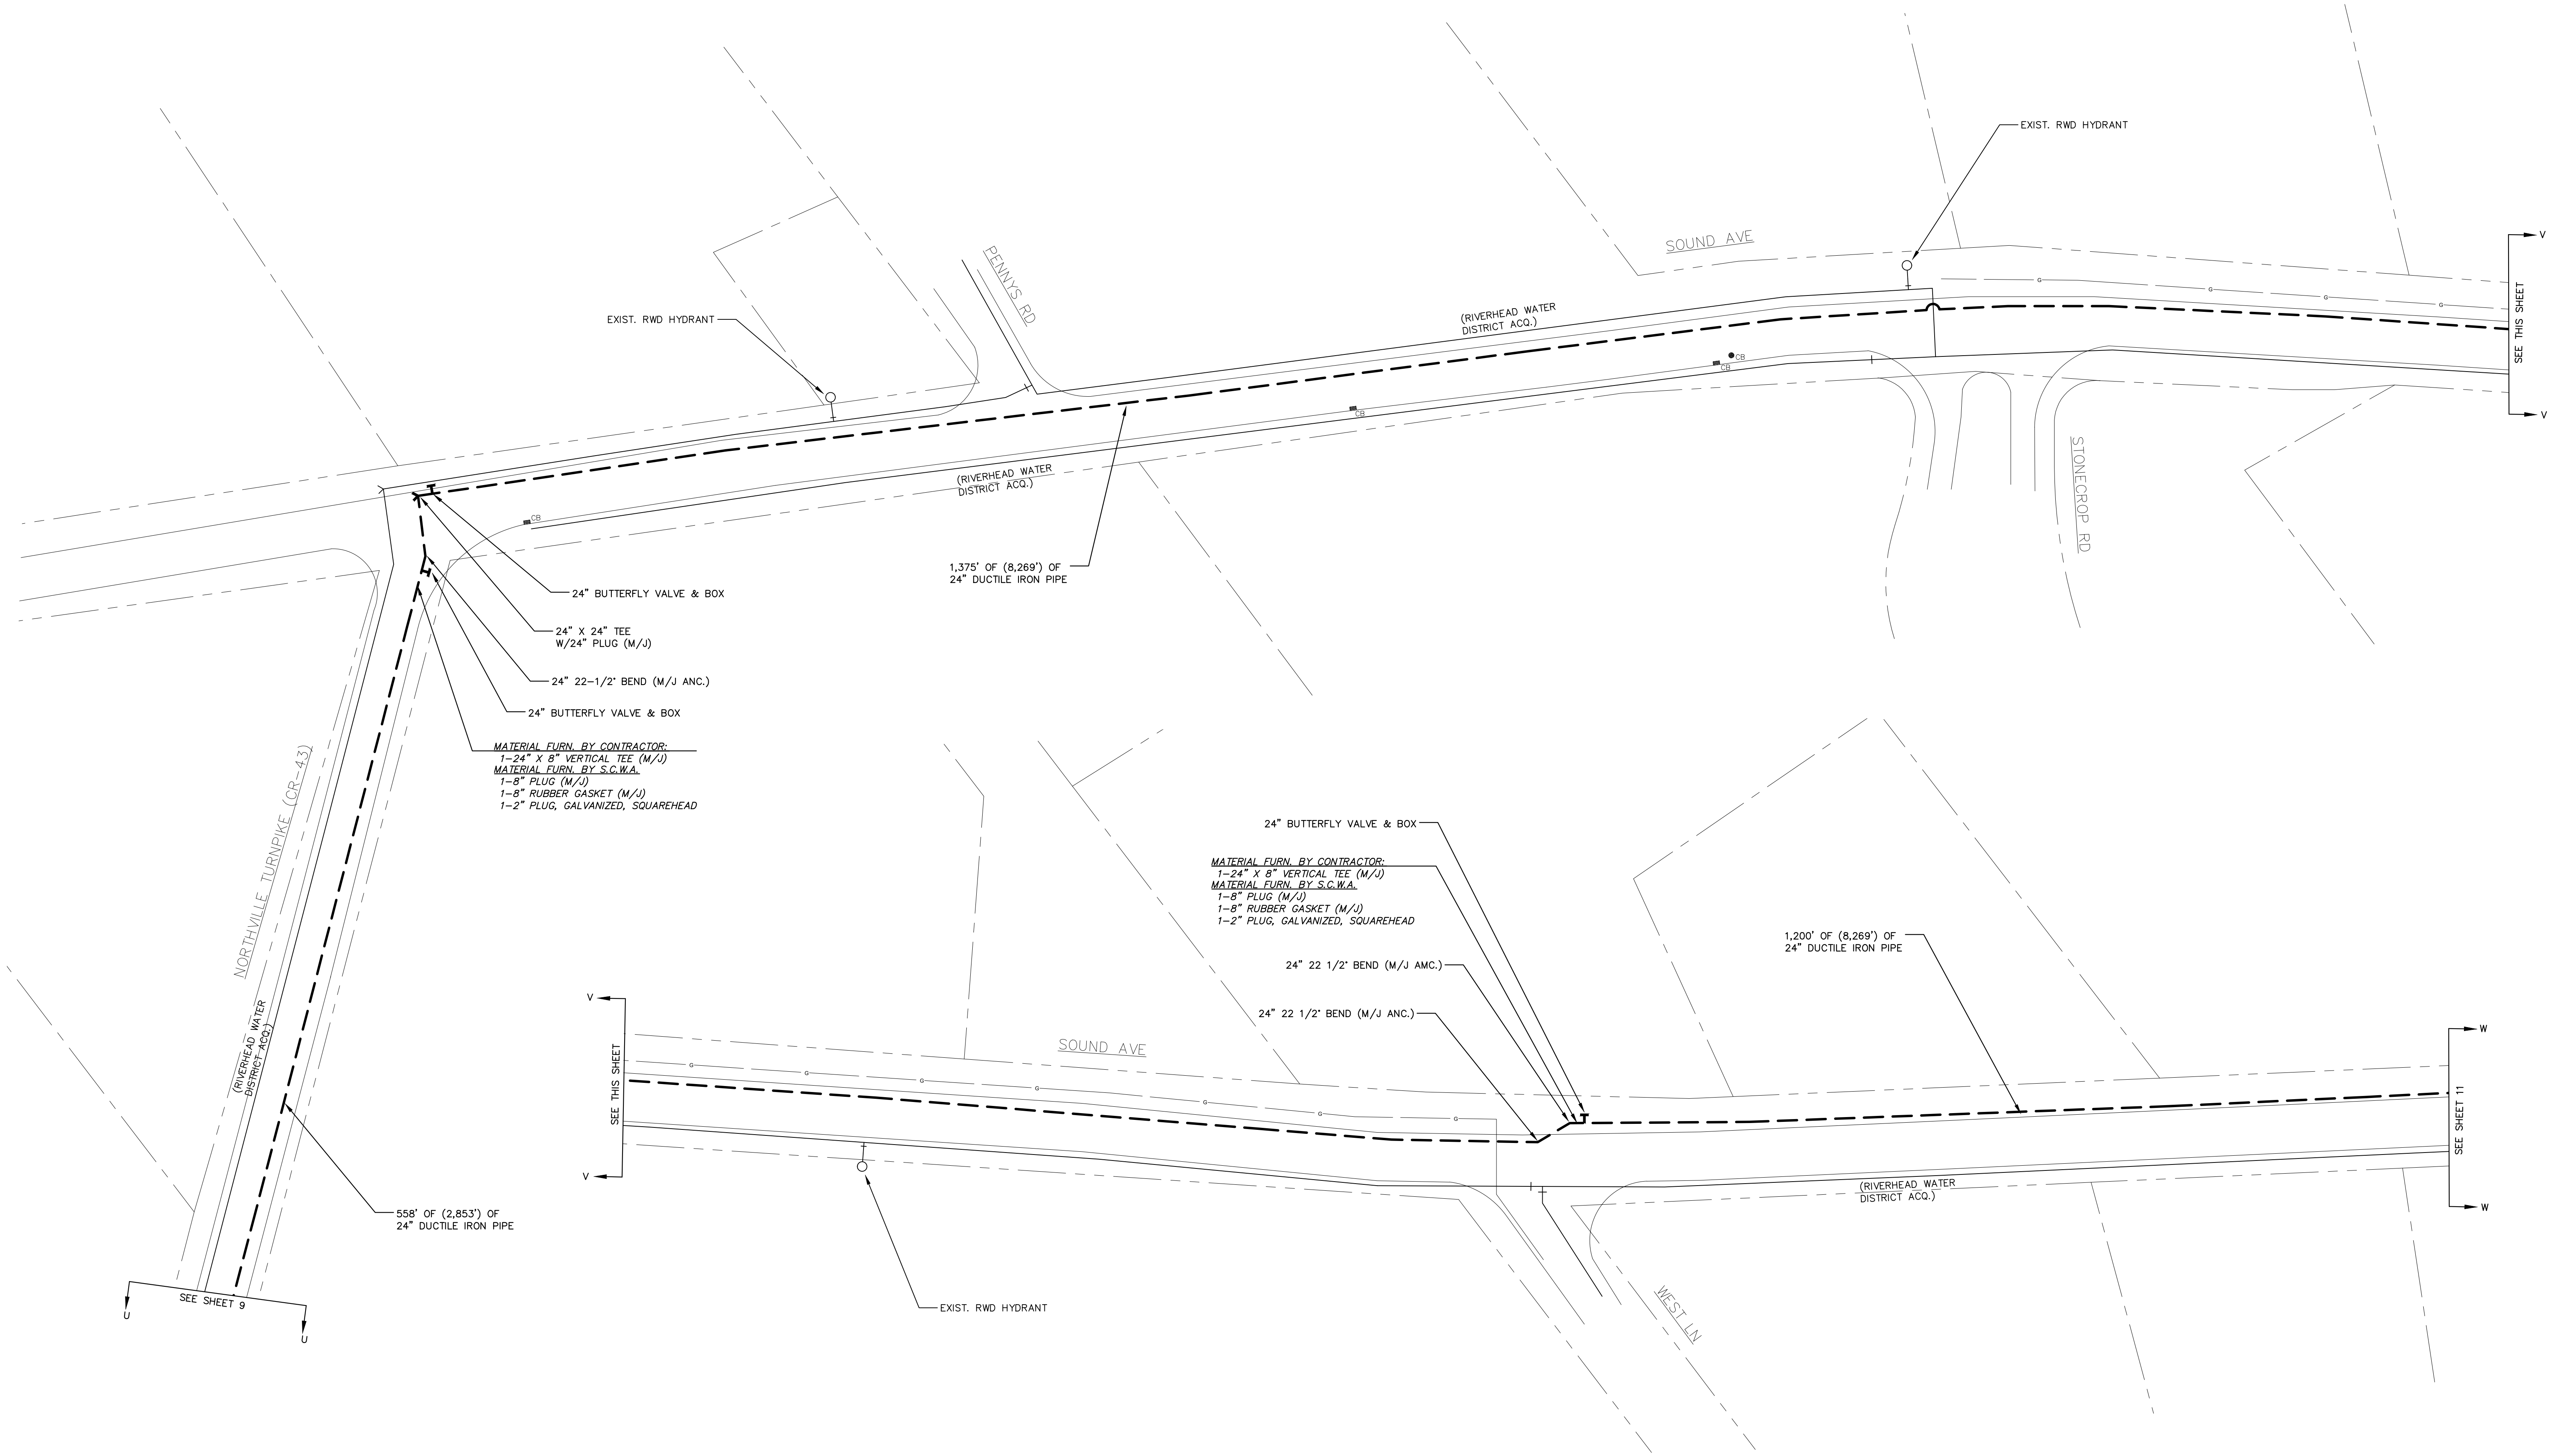 EXIST. RWD HYDRANT
V
SOUND AVE
PENNYS RD
G
G
G
G
SEE THIS SHEET
EXIST. RWD HYDRANT
(RIVERHEAD WATER
DISTRICT ACQ.)
CB
CB
CB
V
STONECROP RD
(RIVERHEAD WATER
DISTRICT ACQ.)
CB
1,375' OF (8,269') OF
24" DUCTILE IRON PIPE
24" BUTTERFLY VALVE & BOX
24" X 24" TEE
W/24" PLUG (M/J)
24" 22-1/2° BEND (M/J ANC.)
24" BUTTERFLY VALVE & BOX
MATERIAL FURN. BY CONTRACTOR:
1-24" X 8" VERTICAL TEE (M/J)
MATERIAL FURN. BY S.C.W.A.
1-8" PLUG (M/J)
1-8" RUBBER GASKET (M/J)
1-2" PLUG, GALVANIZED, SQUAREHEAD
NORTHVILLE TURNPIKE (CR-43)
24" BUTTERFLY VALVE & BOX
MATERIAL FURN. BY CONTRACTOR:
1-24" X 8" VERTICAL TEE (M/J)
MATERIAL FURN. BY S.C.W.A.
1-8" PLUG (M/J)
1-8" RUBBER GASKET (M/J)
1-2" PLUG, GALVANIZED, SQUAREHEAD
1,200' OF (8,269') OF
24" DUCTILE IRON PIPE
24" 22 1/2° BEND (M/J AMC.)
V
24" 22 1/2° BEND (M/J ANC.)
W
(RIVERHEAD WATER
DISTRICT ACQ.)
SOUND AVE
SEE THIS SHEET
G
G
G
G
G
G
G
SEE SHEET 11
V
(RIVERHEAD WATER
DISTRICT ACQ.)
W
558' OF (2,853') OF
24" DUCTILE IRON PIPE
SEE SHEET 9
U
U
EXIST. RWD HYDRANT
WEST LN